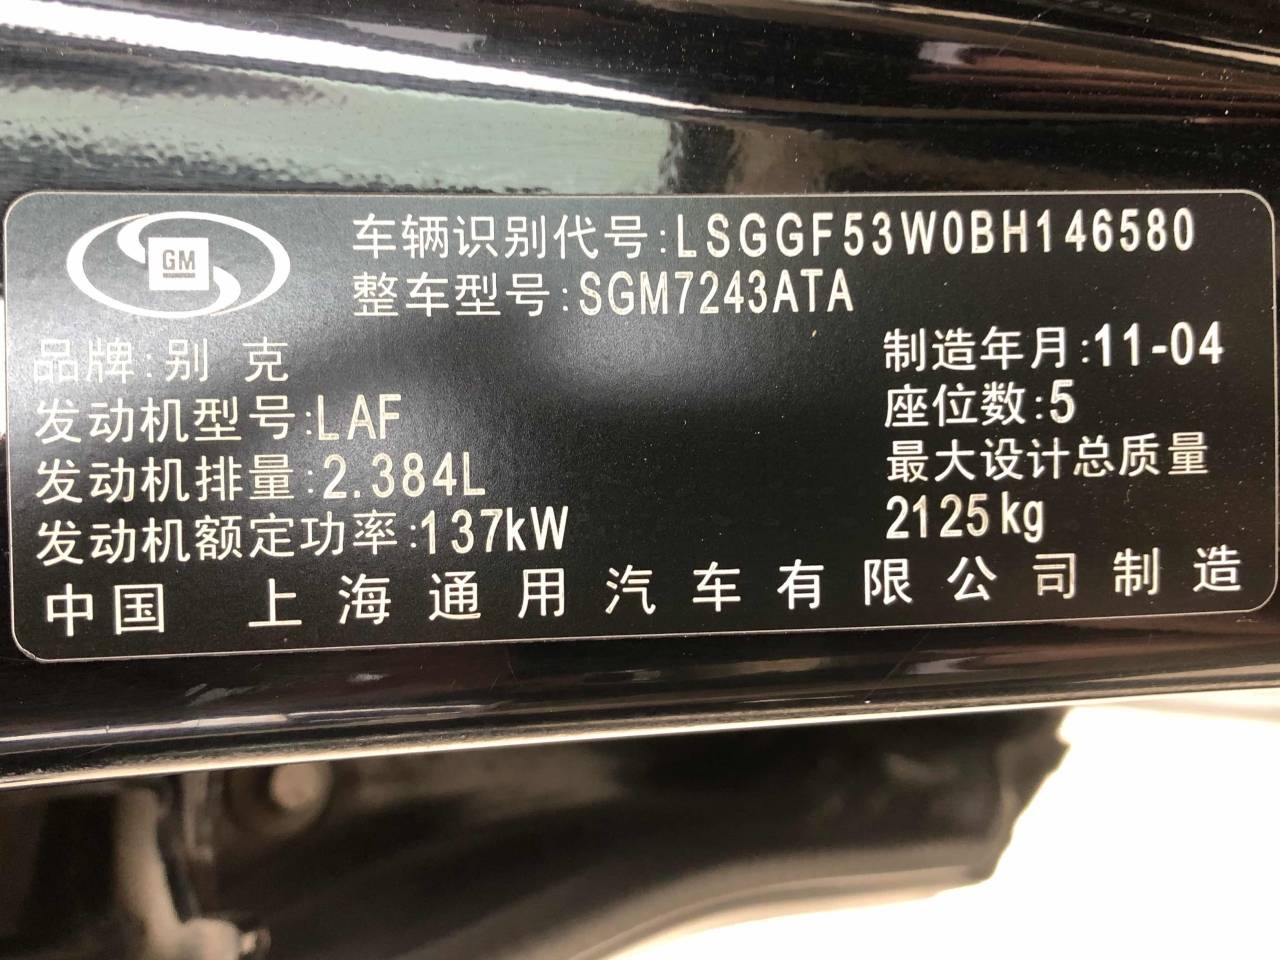 GM
车辆识别代号:LSGGF53W0BH146580
整车型号:SGM7243ATA
品牌:别克
制造年月:11-04
发动机型号:LAF
座位数:5
发动机排量:2.384L
最大设计总质量
2125kg
发动机额定功率:137kW
中国 上海通用汽车有限公司制造